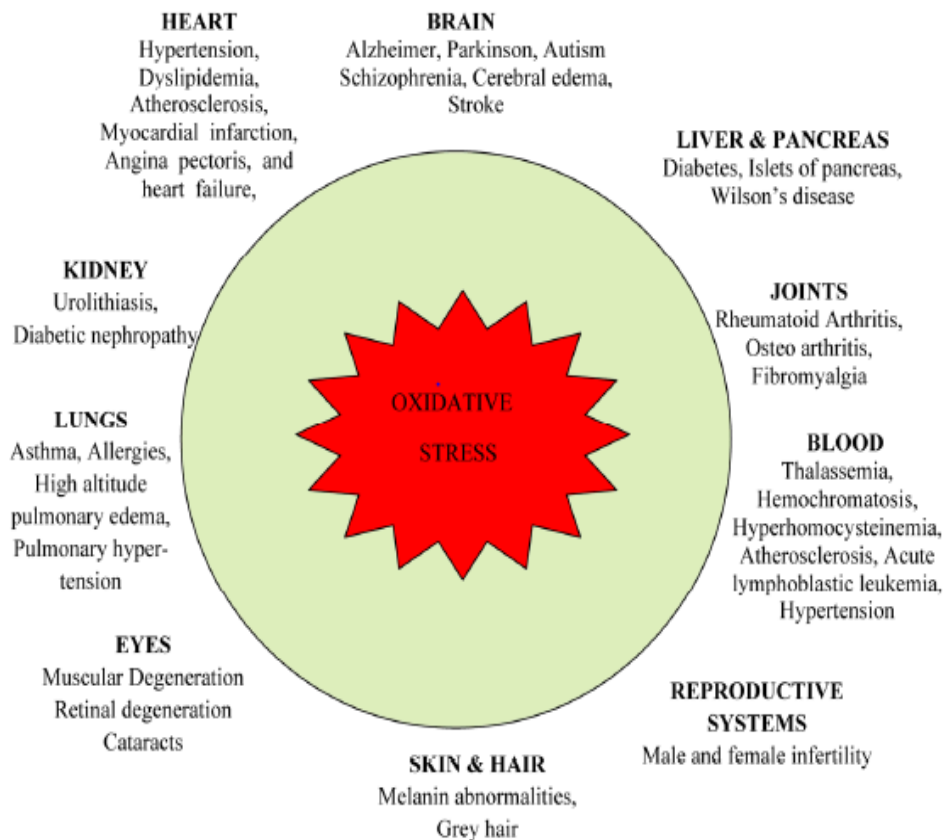 HEART
Hypertension,
Dyslipidemia,
Atherosclerosis,
Myocardial infarction,
Angina pectoris, and
heart failure,
BRAIN
Alzheimer, Parkinson, Autism
Schizophrenia, Cerebral edema,
Stroke
LIVER & PANCREAS
Diabetes, Islets of pancreas,
Wilson's disease
KIDNEY
Urolithiasis,
Diabetic nephropathy
JOINTS
Rheumatoid Arthritis,
Osteo arthritis,
Fibromyalgia
OXIDATIVE
STRESS
LUNGS
Asthma, Allergies,
High altitude
pulmonary edema,
Pulmonary hyper-
tension
BLOOD
Thalassemia,
Hemochromatosis,
Hyperhomocysteinemia,
Atherosclerosis, Acute
lymphoblastic leukemia,
Hypertension
EYES
Muscular Degeneration
Retinal degeneration
Cataracts
REPRODUCTIVE
SYSTEMS
Male and female infertility
SKIN & HAIR
Melanin abnormalities,
Grey hair